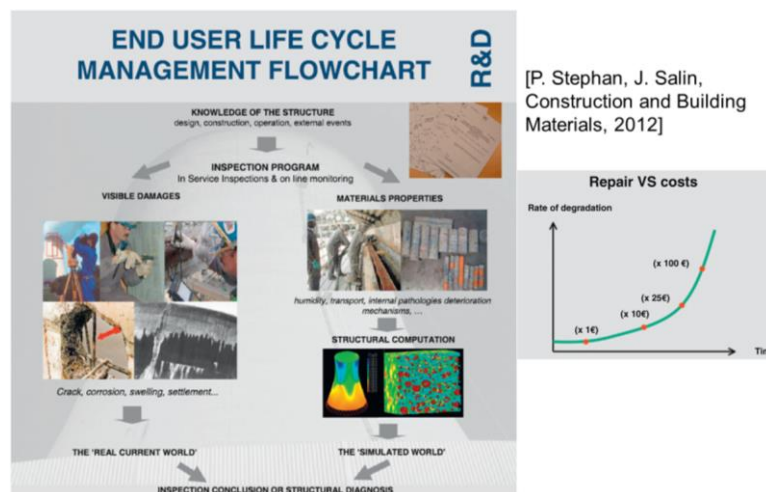 END USER LIFE CYCLE
MANAGEMENT FLOWCHART
R&D
KNOWLEDGE OF THE STRUCTURE
design, construction, operation, external events
INSPECTION PROGRAM
In Service Inspections & on line monitoring
VISIBLE DAMAGES
MATERIALS PROPERTIES
humidity, transport, internal pathologies deterioration
mechanisms, ...
STRUCTURAL COMPUTATION
Crack, corrosion, swelling, settlement...
THE 'REAL CURRENT WORLD'
THE 'SIMULATED WORLD'
INSPECTION CONCLUSION OR STRUCTURAL DIAGNOSIS
[P. Stephan, J. Salin,
Construction and Building
Materials, 2012]
Repair VS costs
Rate of degradation
(x 100 €)
(x 25€)
(x 10€)
(x 1€)